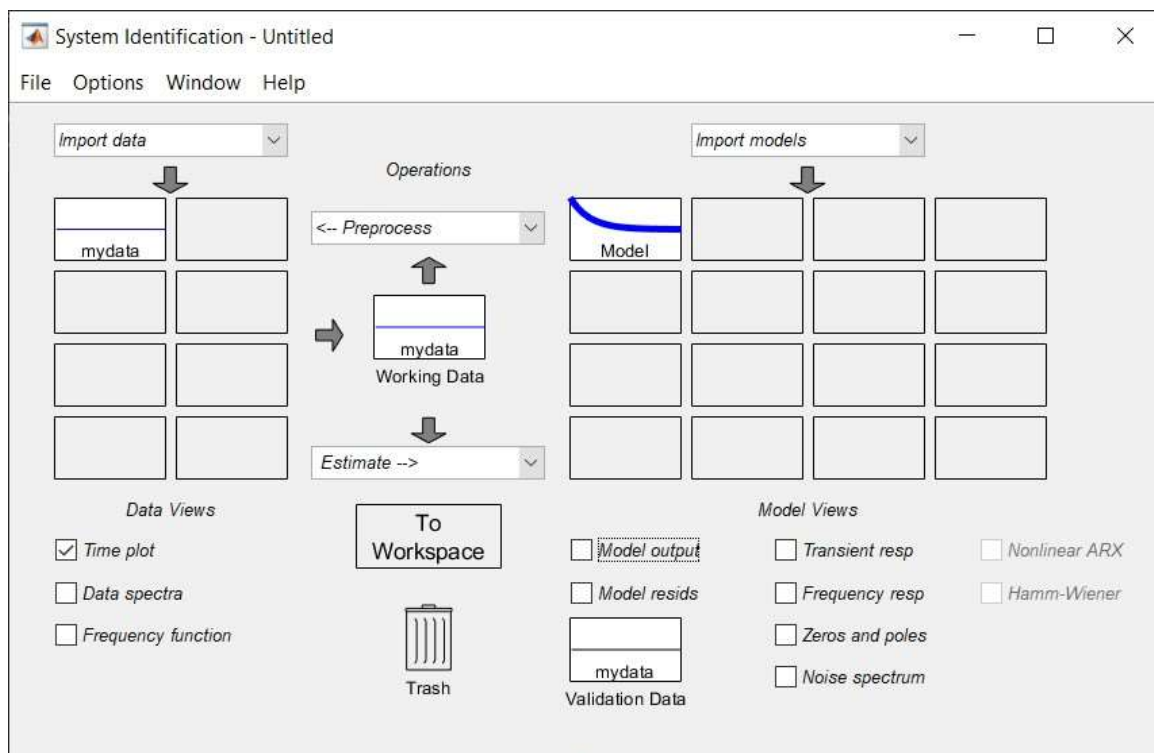 System Identification - Untitled
File Options Window Help
Import data
Import models
Operations
<-- Preprocess
mydata
Model
mydata
Working Data
Estimate -->
Data Views
To
Workspace
Model Views
Time plot
Data spectra
Frequency function
Trash
Model output
Model resids
Transient resp
Frequency resp
Zeros and poles
Noise spectrum
Nonlinear ARX
Hamm-Wiener
mydata
Validation Data